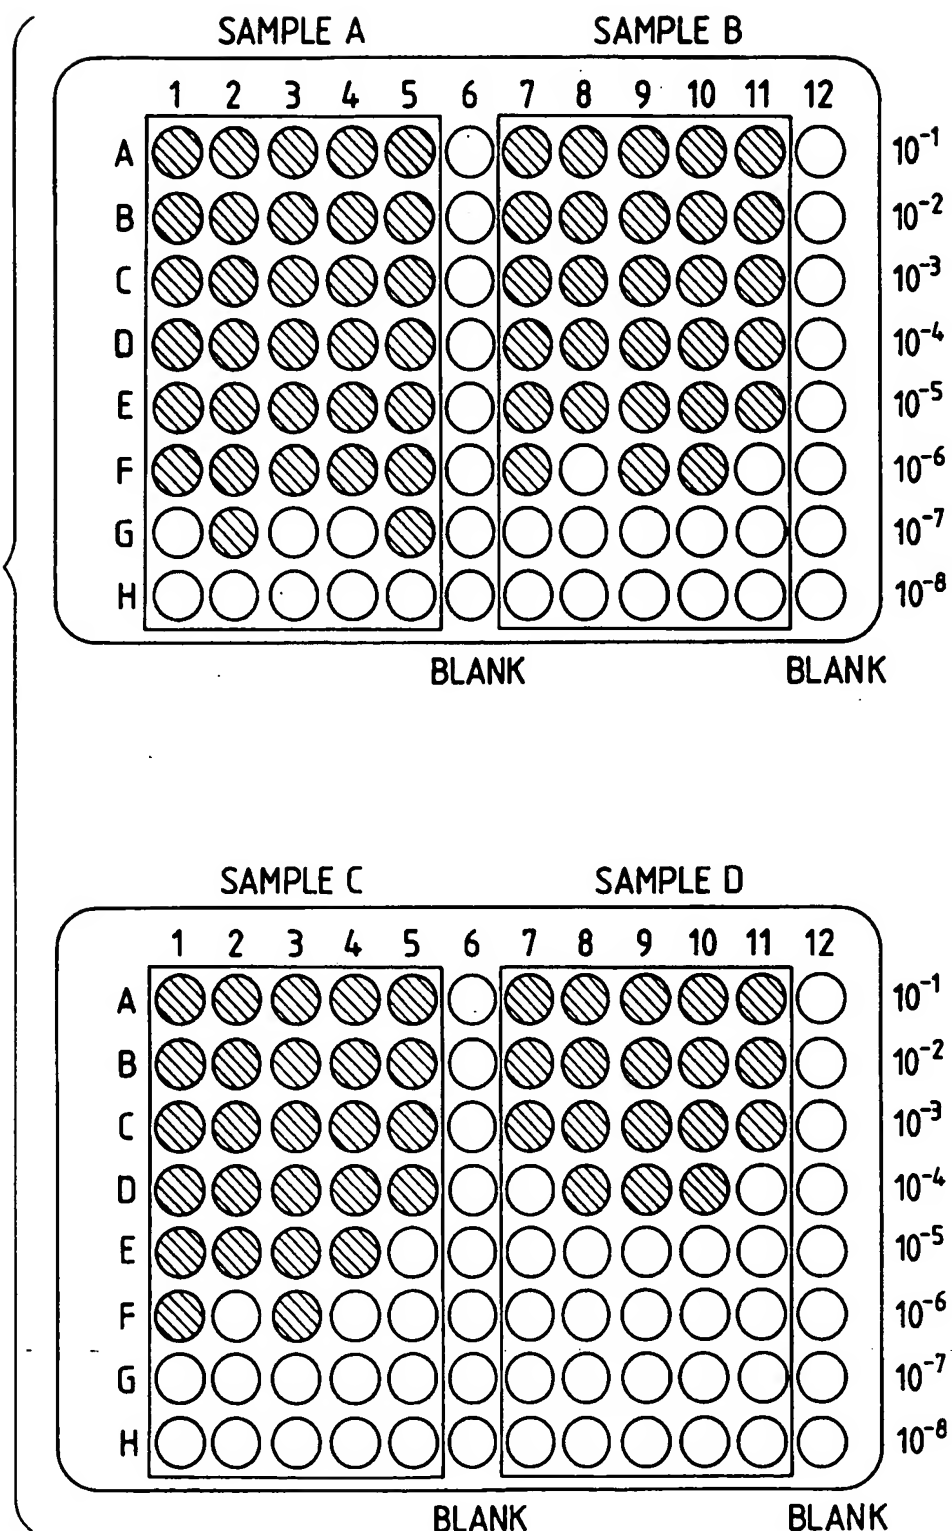 SAMPLE A SAMPLE B
1 2 3 4 5 6 7 8 9 10 11 12
A 10⁻¹
B 10⁻²
C 10⁻³
D 10⁻⁴
E 10⁻⁵
F 10⁻⁶
G 10⁻⁷
H 10⁻⁸
BLANK BLANK
SAMPLE C SAMPLE D
1 2 3 4 5 6 7 8 9 10 11 12
A 10⁻¹
B 10⁻²
C 10⁻³
D 10⁻⁴
E 10⁻⁵
F 10⁻⁶
G 10⁻⁷
H 10⁻⁸
BLANK BLANK